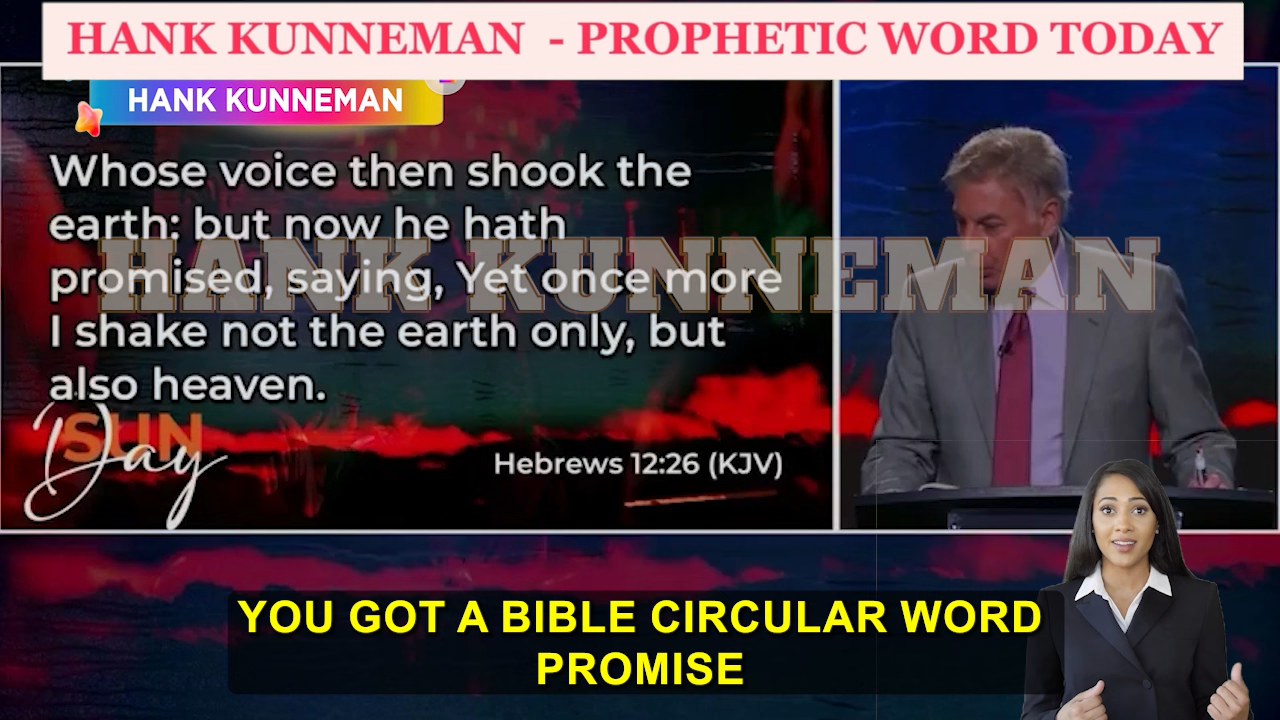 HANK KUNNEMAN - PROPHETIC WORD TODAY
HANK KUNNEMAN
Whose voice then shook the
earth: but now he hath
promised, saying, Yet once more
I shake not the earth only, but
also heaven.
HANK KUNNEMAN
SUN
Day
Hebrews 12:26 (KJV)
YOU GOT A BIBLE CIRCULAR WORD
PROMISE